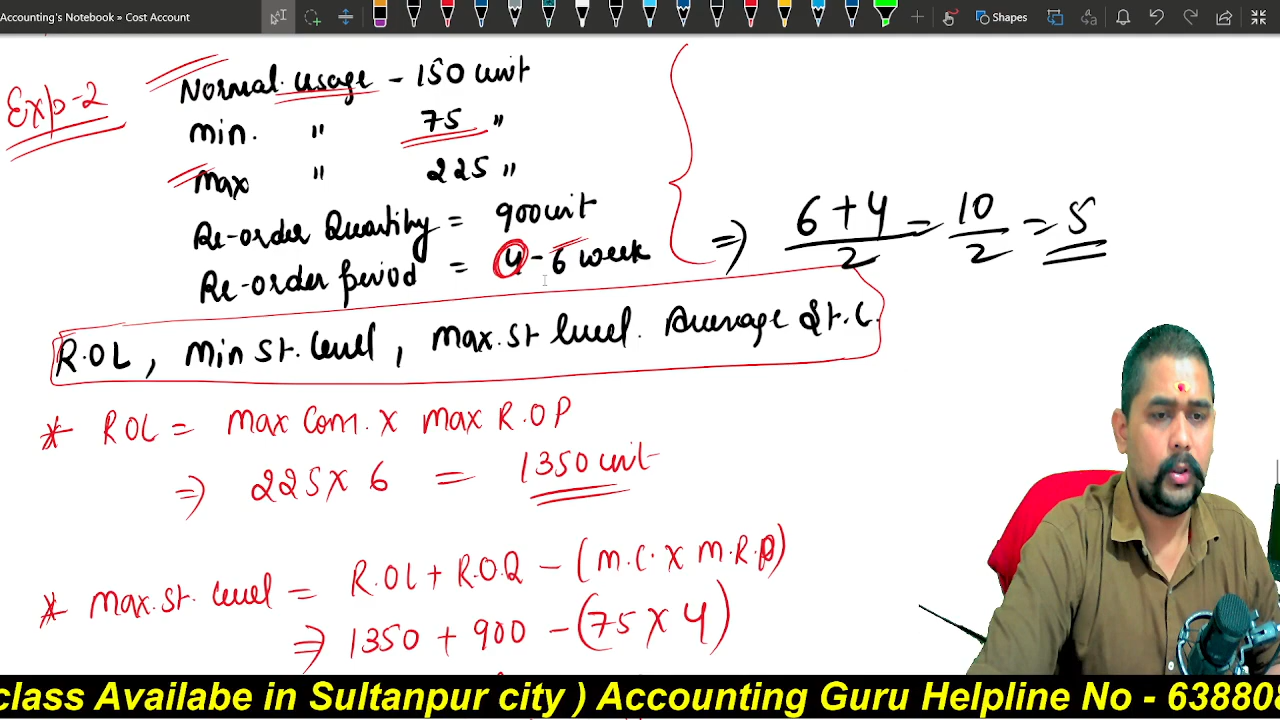 Accounting's Notebook » Cost Account
Shapes
Exp-2
Normal usage - 150 unit
min. " 75 "
max " 225 "
Re-order Quantity = 900 unit
Re-order period = 4 - 6 week
⇒ 6+4/2 = 10/2 = 5
R.O.L, min St. level, max. St level. Average St. L.
* ROL = max Com. x max R.OP
⇒ 225 x 6 = 1350 unit
* max. St. level = R.OL + R.O.Q - (m.C. x m.R.P)
⇒ 1350 + 900 - (75 x 4)
class Availabe in Sultanpur city ) Accounting Guru Helpline No - 63880